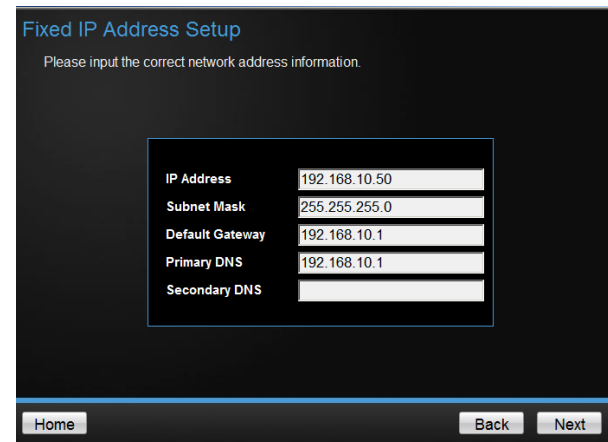 Fixed IP Address Setup
Please input the correct network address information.
IP Address 192.168.10.50
Subnet Mask 255.255.255.0
Default Gateway 192.168.10.1
Primary DNS 192.168.10.1
Secondary DNS
Home Back Next